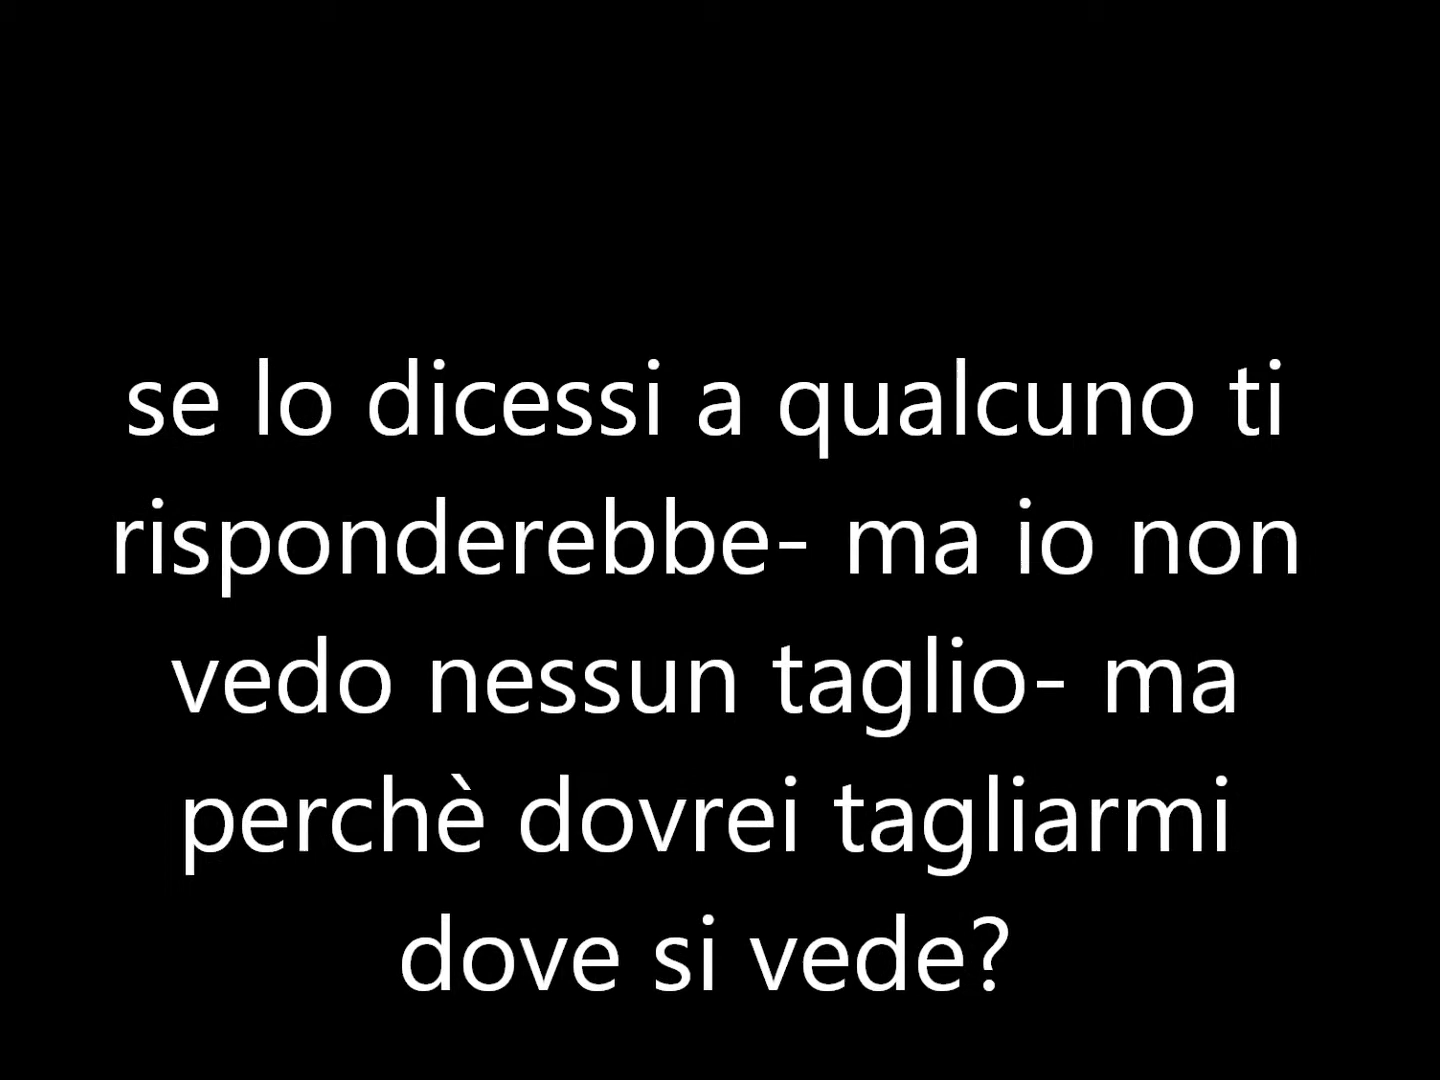 se lo dicessi a qualcuno ti
risponderebbe- ma io non
vedo nessun taglio- ma
perchè dovrei tagliarmi
dove si vede?